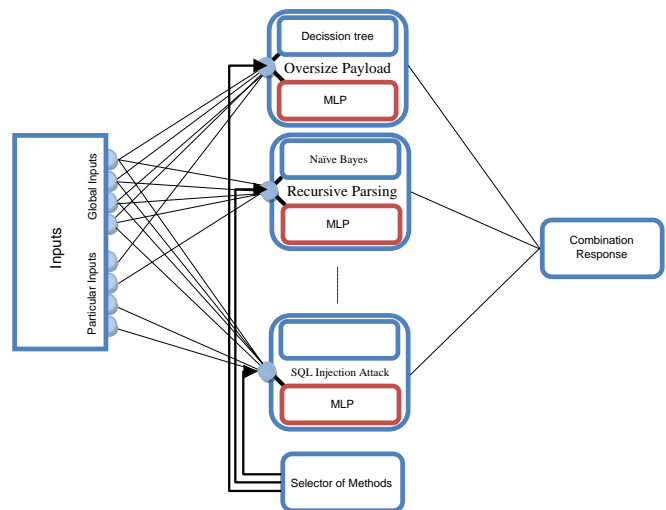 Decission tree
Oversize Payload
MLP
Inputs
Global Inputs
Particular Inputs
Naïve Bayes
Recursive Parsing
MLP
Combination
Response
SQL Injection Attack
MLP
Selector of Methods